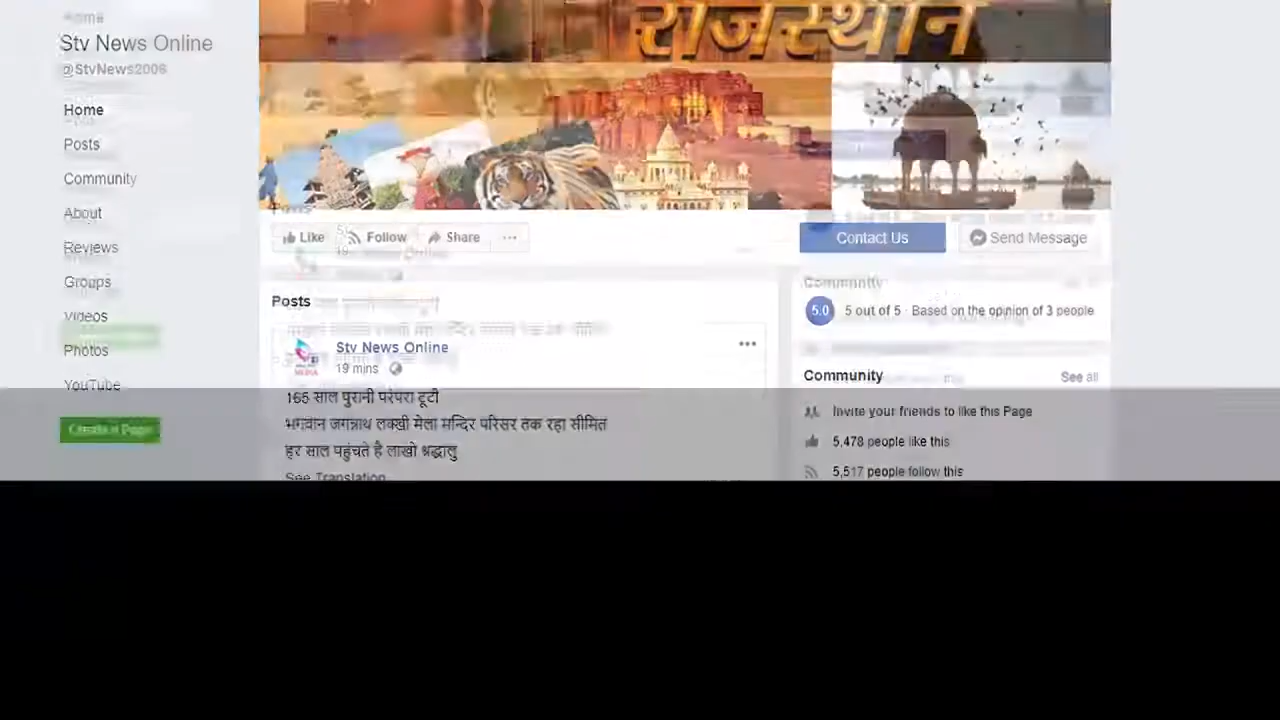 Home
Stv News Online
@StvNews2006
Home
Posts
Community
About
Reviews
Groups
Videos
Photos
YouTube
Create a Page
राजस्थान
Like
Follow
Share
Contact Us
Send Message
Posts
Stv News Online
19 mins
165 साल पुरानी परंपरा टूटी
भगवान जगन्नाथ लक्खी मेला मन्दिर परिसर तक रहा सीमित
हर साल पहुंचते है लाखो श्रद्धालु
See Translation
Community
5.0
5 out of 5 · Based on the opinion of 3 people
Community
See all
Invite your friends to like this Page
5,478 people like this
5,517 people follow this